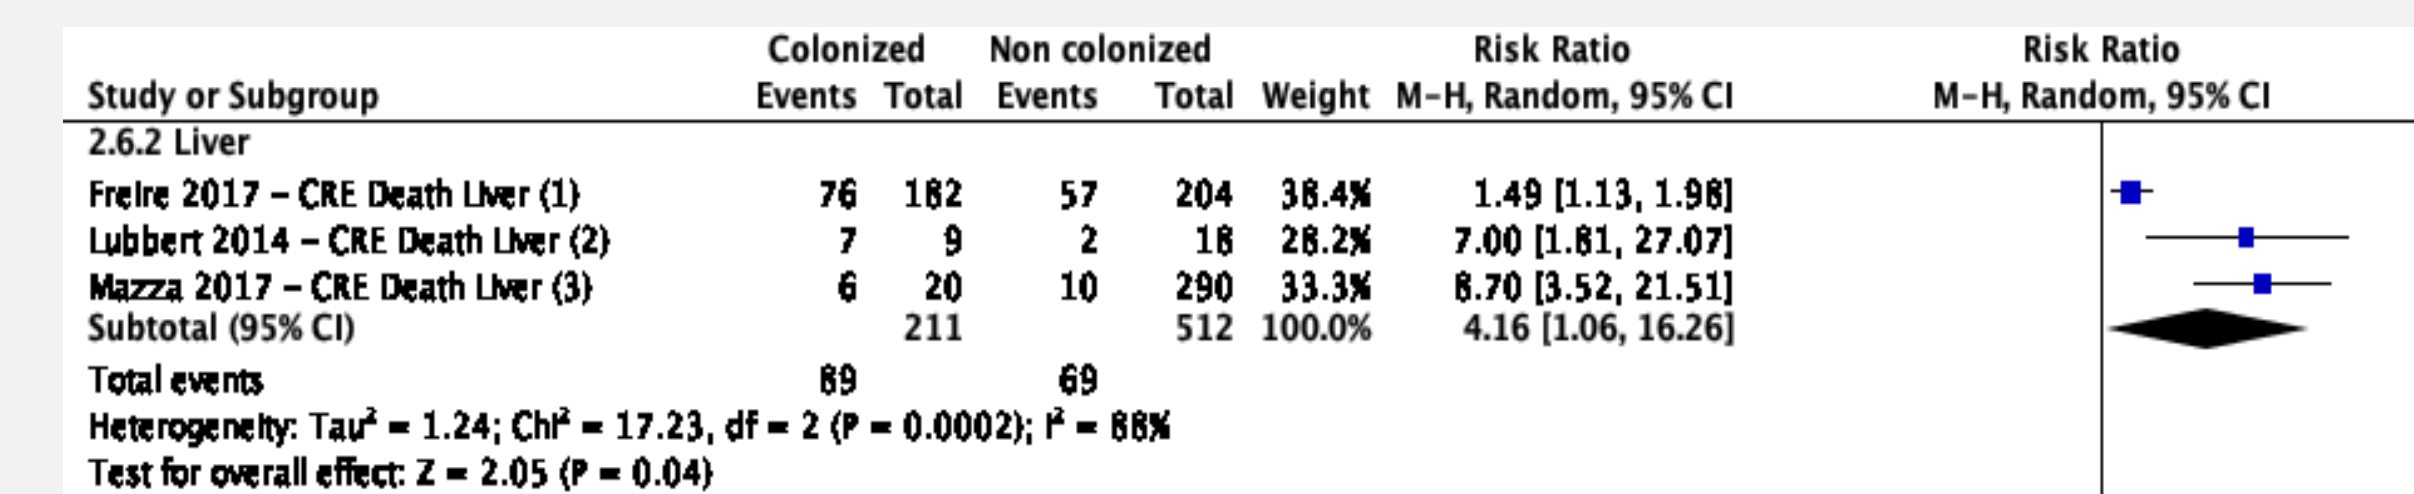 Colonized Non colonized Risk Ratio Risk Ratio
Study or Subgroup Events Total Events Total Weight M-H, Random, 95% CI M-H, Random, 95% CI
2.6.2 Liver
Freire 2017 – CRE Death Liver (1) 76 182 57 204 38.4% 1.49 [1.13, 1.98]
Lubbert 2014 – CRE Death Liver (2) 7 9 2 18 28.2% 7.00 [1.81, 27.07]
Mazza 2017 – CRE Death Liver (3) 6 20 10 290 33.3% 8.70 [3.52, 21.51]
Subtotal (95% CI) 211 512 100.0% 4.16 [1.06, 16.26]
Total events 89 69
Heterogeneity: Tau² = 1.24; Chi² = 17.23, df = 2 (P = 0.0002); I² = 88%
Test for overall effect: Z = 2.05 (P = 0.04)